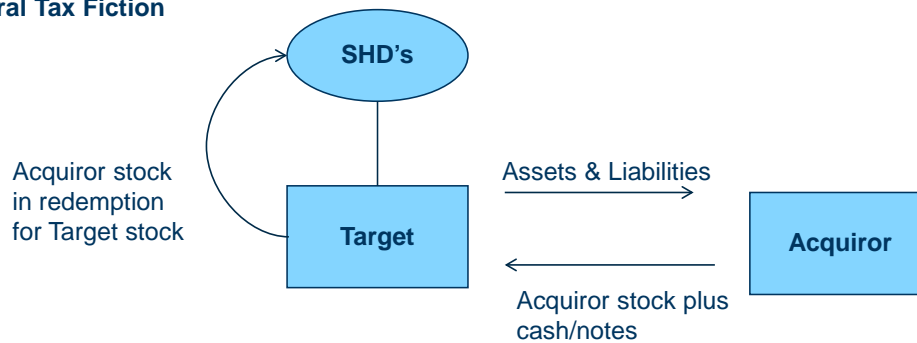 ral Tax Fiction
SHD's
Acquiror stock
in redemption
for Target stock
Assets & Liabilities
Target
Acquiror
Acquiror stock plus
cash/notes